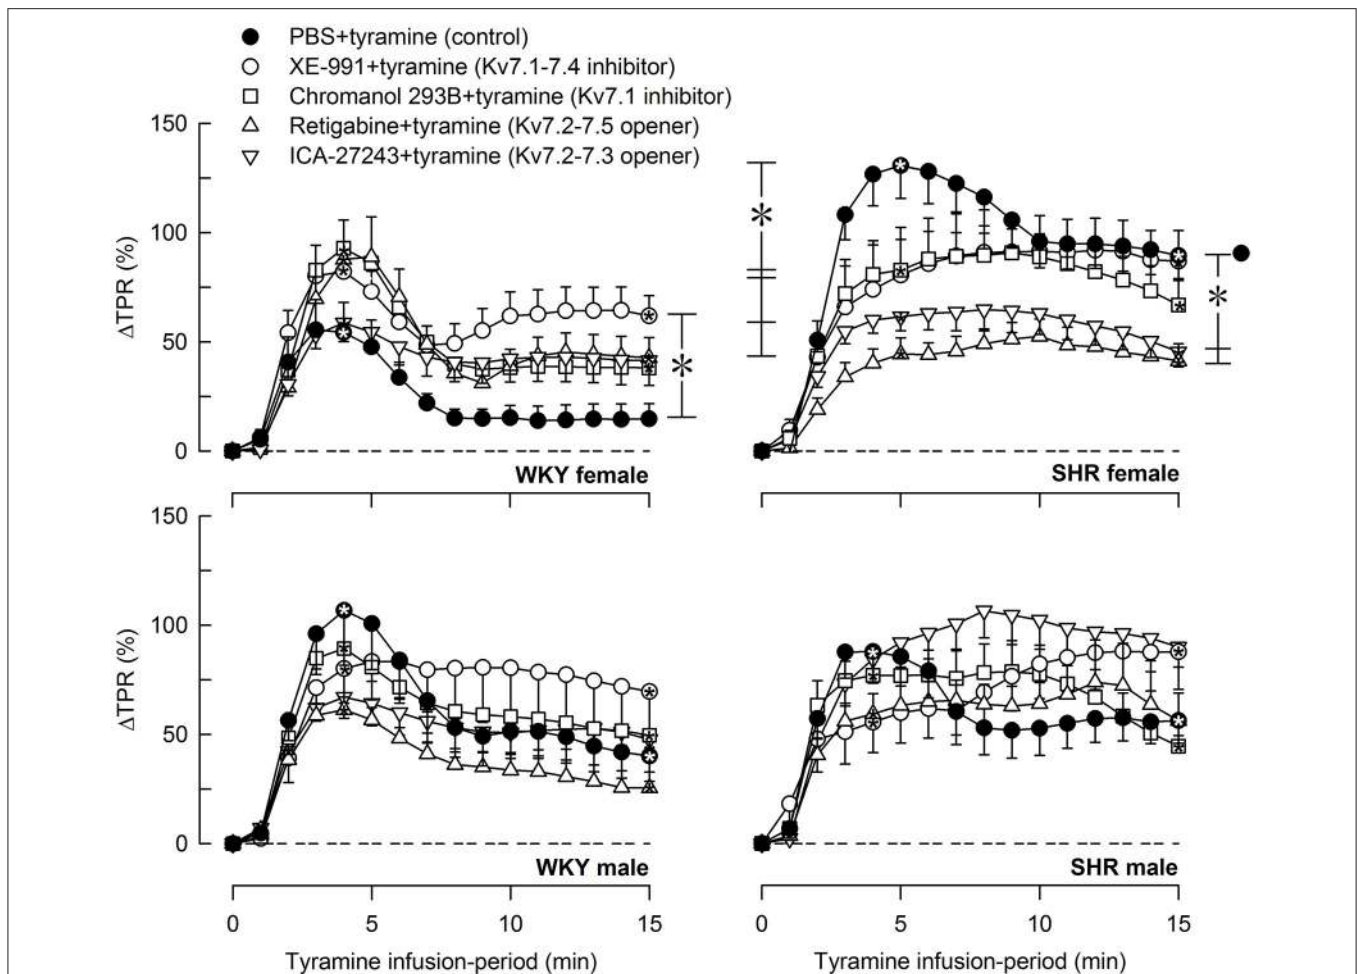 PBS+tyramine (control)
XE-991+tyramine (Kv7.1-7.4 inhibitor)
Chromanol 293B+tyramine (Kv7.1 inhibitor)
Retigabine+tyramine (Kv7.2-7.5 opener)
ICA-27243+tyramine (Kv7.2-7.3 opener)
150
100
50
0
ΔTPR (%)
*
WKY female
*
*
SHR female
150
100
50
0
ΔTPR (%)
WKY male
SHR male
0 5 10 15
0 5 10 15
Tyramine infusion-period (min)
Tyramine infusion-period (min)